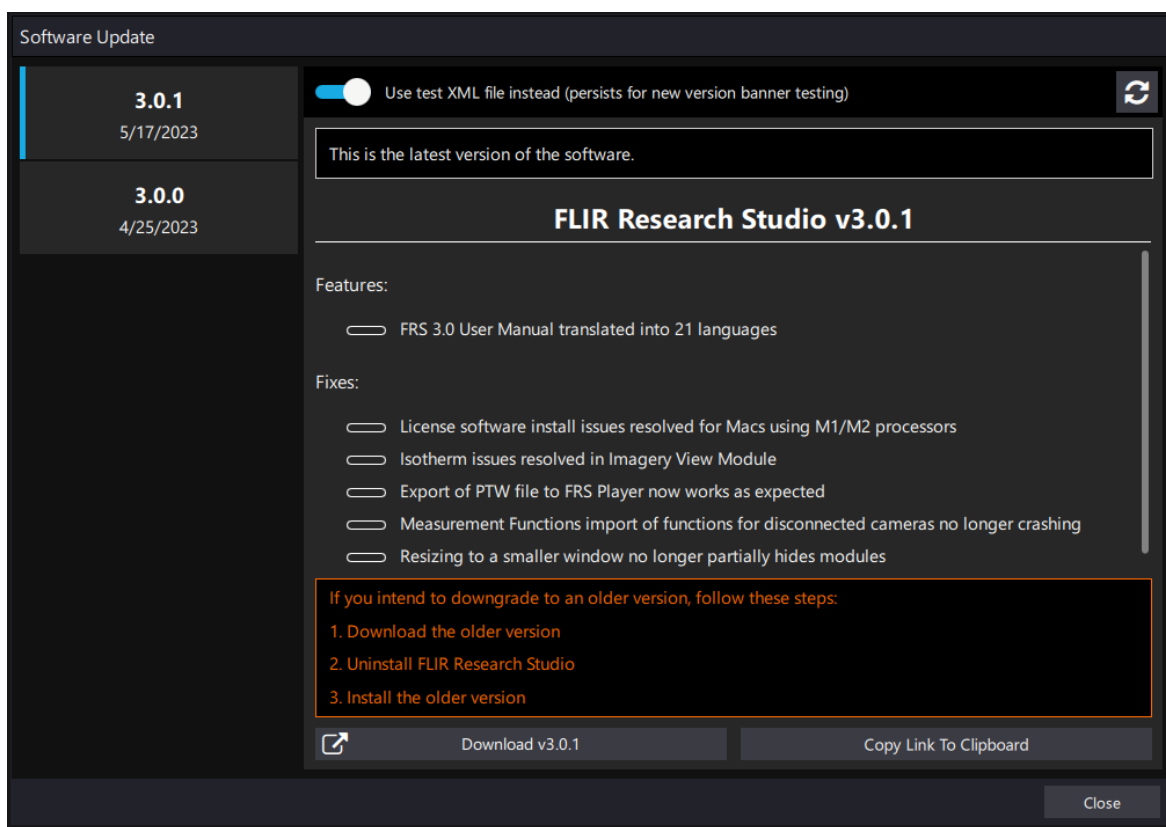 Software Update
3.0.1
5/17/2023
3.0.0
4/25/2023
Use test XML file instead (persists for new version banner testing)
This is the latest version of the software.
FLIR Research Studio v3.0.1
Features:
FRS 3.0 User Manual translated into 21 languages
Fixes:
License software install issues resolved for Macs using M1/M2 processors
Isotherm issues resolved in Imagery View Module
Export of PTW file to FRS Player now works as expected
Measurement Functions import of functions for disconnected cameras no longer crashing
Resizing to a smaller window no longer partially hides modules
If you intend to downgrade to an older version, follow these steps:
1. Download the older version
2. Uninstall FLIR Research Studio
3. Install the older version
Download v3.0.1
Copy Link To Clipboard
Close